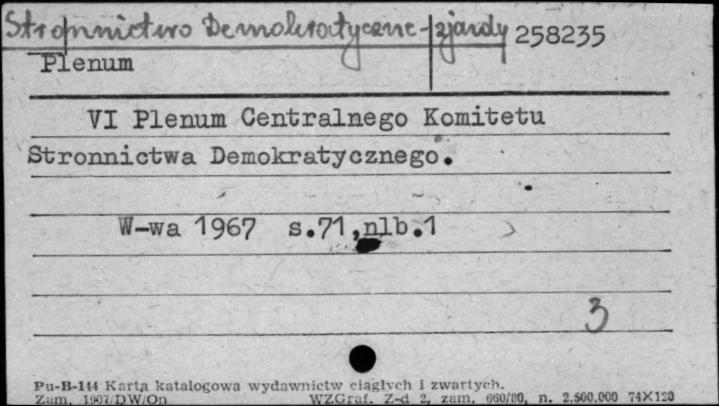 Stronnictwo Demokratyczne - zjazdy 258235
Plenum
VI Plenum Centralnego Komitetu
Stronnictwa Demokratycznego.
W-wa 1967 s.71,nlb.1
3
Pu-B-144 Karta katalogowa wydawnictw ciągłych i zwartych.
Zam. 1907/DW/On WZGraf. Z-d 2, zam. 660/80, n. 2.500.000 74X120